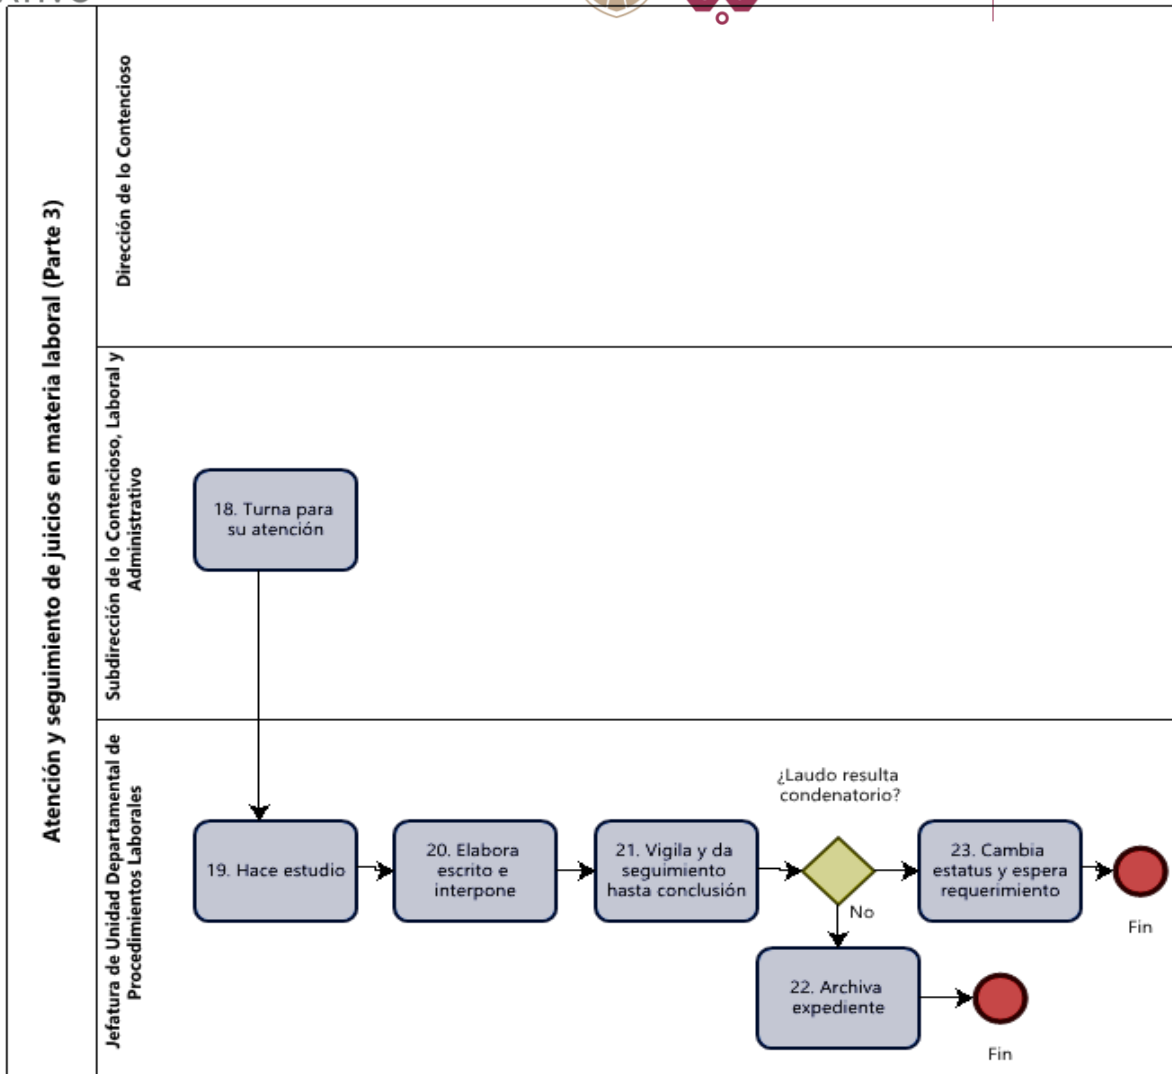 Atención y seguimiento de juicios en materia laboral (Parte 3)
Dirección de lo Contencioso
Subdirección de lo Contencioso, Laboral y
Administrativo
18. Turna para
su atención
Jefatura de Unidad Departamental de
Procedimientos Laborales
19. Hace estudio
20. Elabora
escrito e
interpone
21. Vigila y da
seguimiento
hasta conclusión
¿Laudo resulta
condenatorio?
No
23. Cambia
estatus y espera
requerimiento
Fin
22. Archiva
expediente
Fin